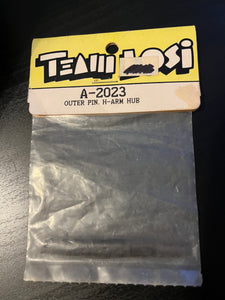 TEAM LOSI
A-2023
OUTER PIN, H-ARM HUB